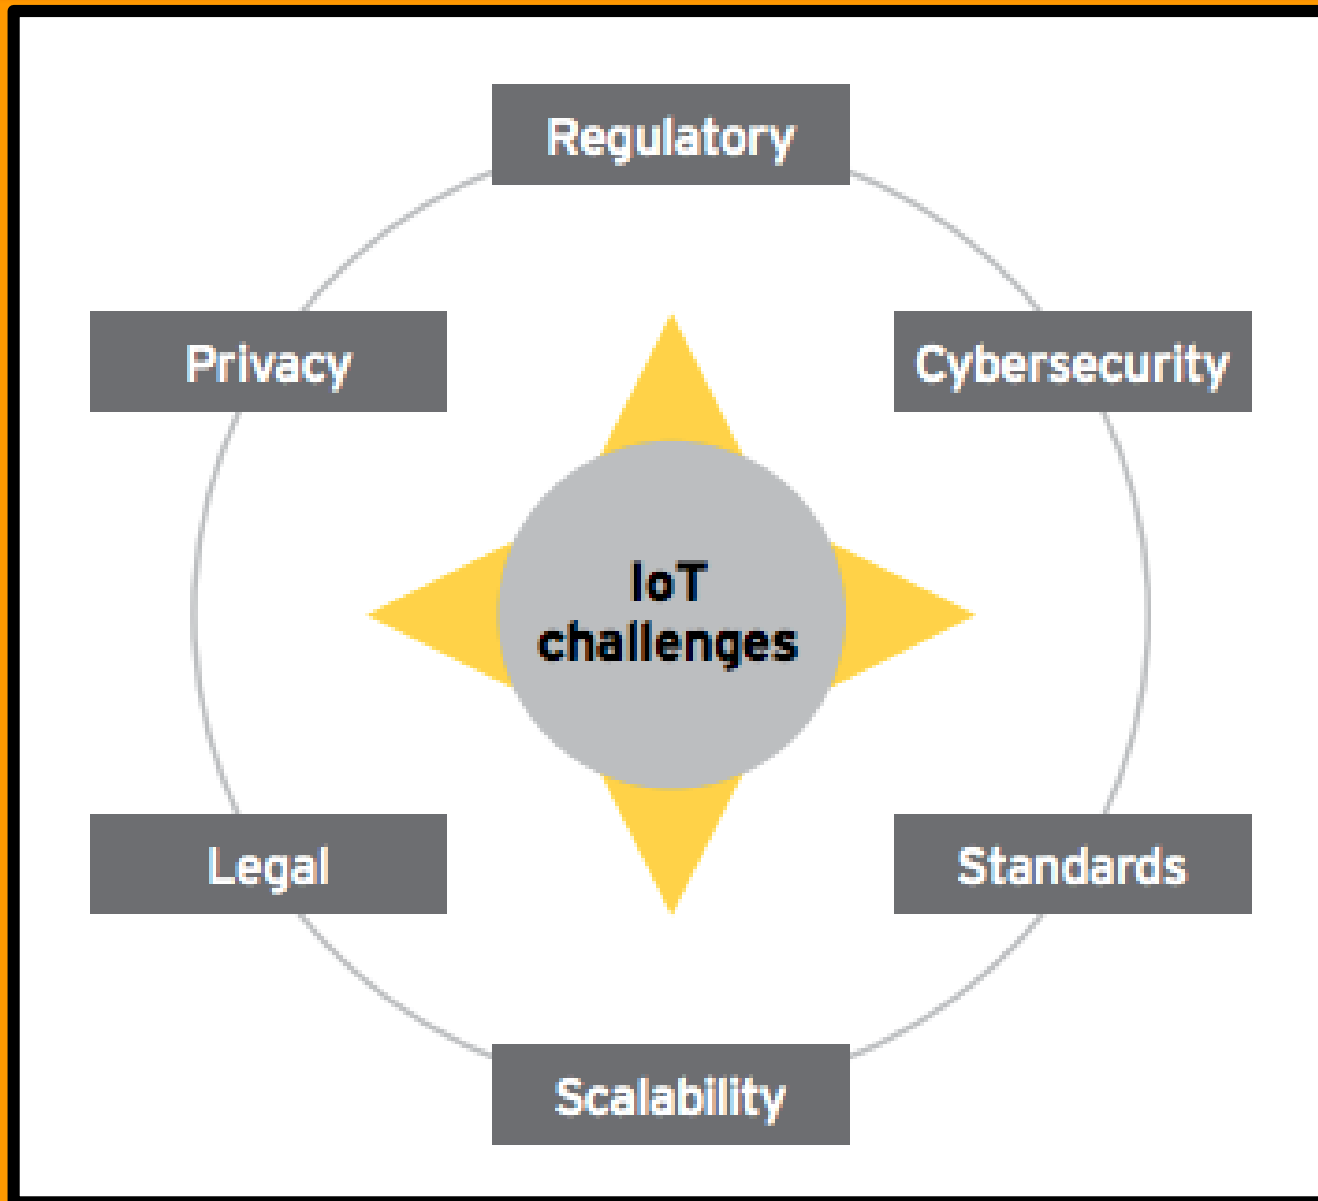 Regulatory
Privacy
Cybersecurity
IoT
challenges
Legal
Standards
Scalability